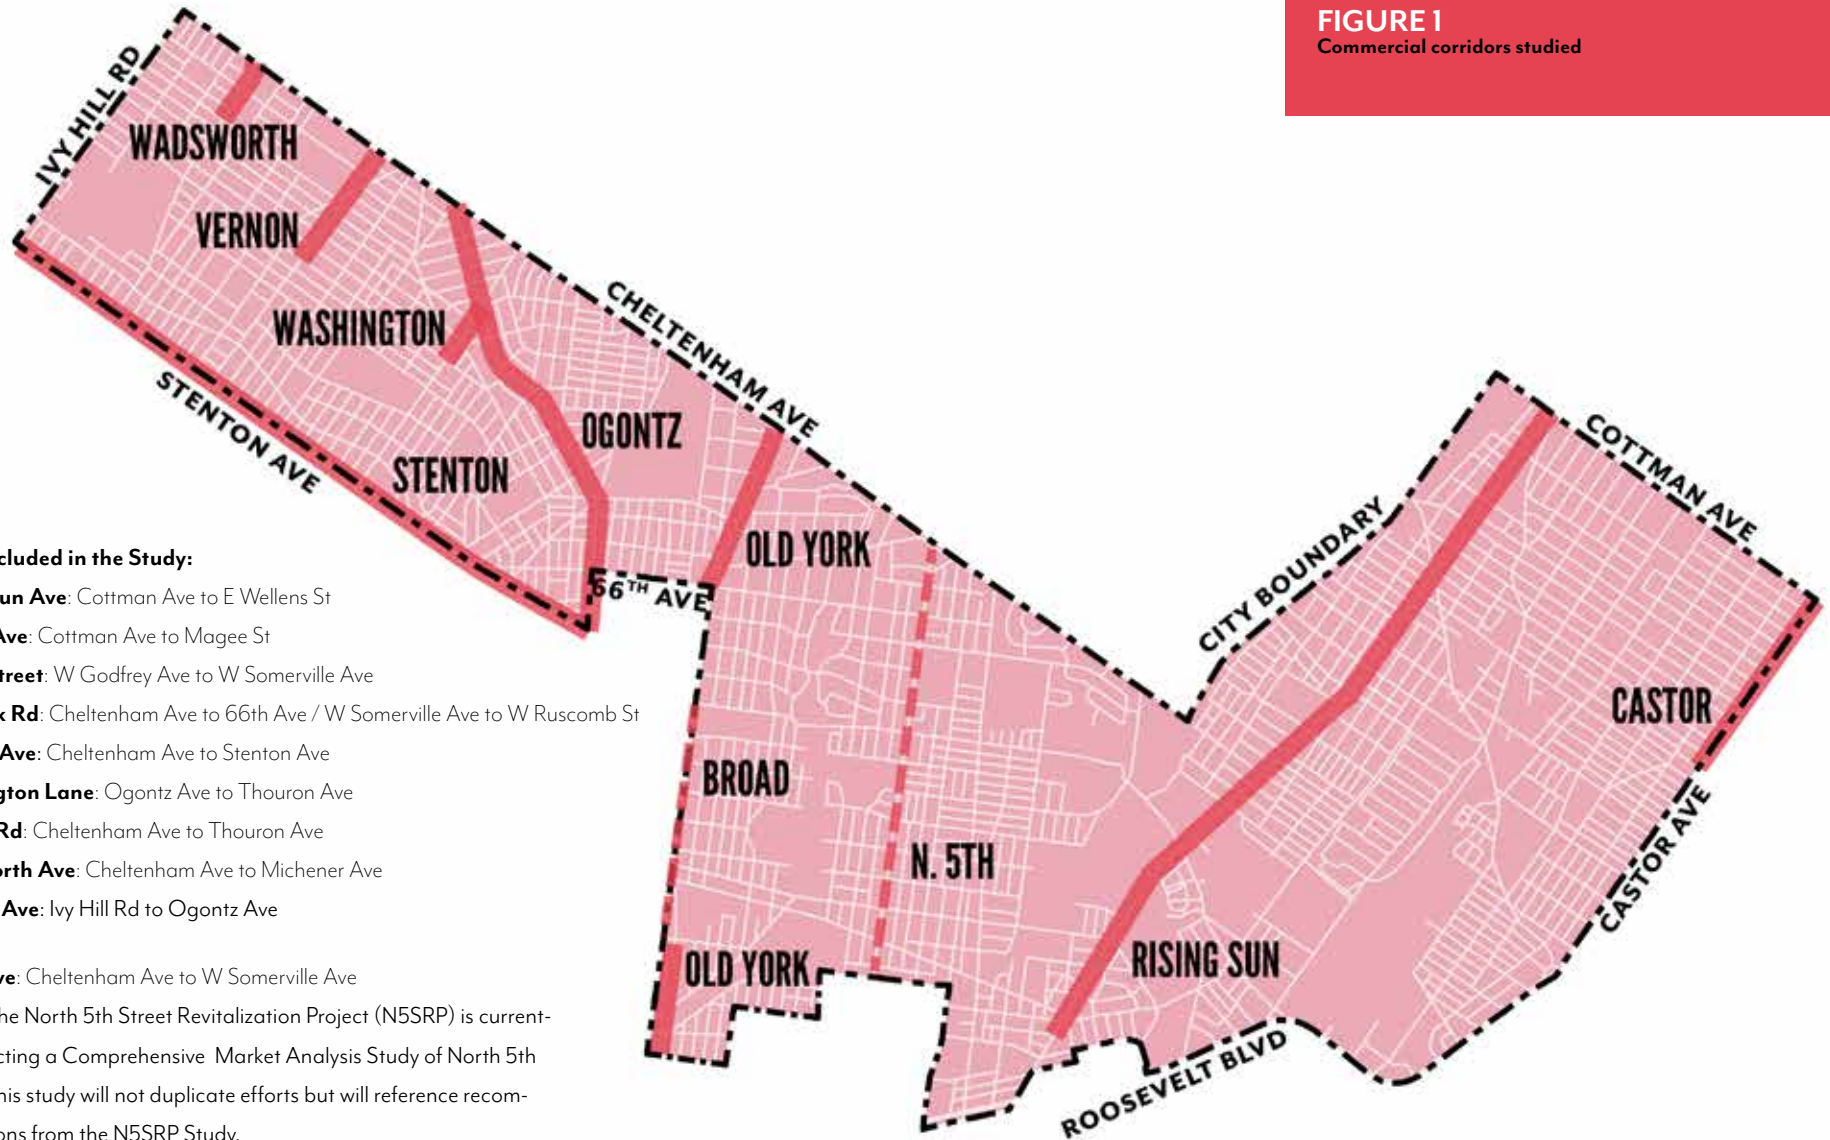 FIGURE 1
Commercial corridors studied
IVY HILL RD
WADSWORTH
VERNON
WASHINGTON
CHELTENHAM AVE
OGONTZ
STENTON
STENTON AVE
OLD YORK
66TH AVE
COTTMAN AVE
CITY BOUNDARY
CASTOR
BROAD
N. 5TH
CASTOR AVE
RISING SUN
OLD YORK
ROOSEVELT BLVD
cluded in the Study:
un Ave: Cottman Ave to E Wellens St
Ave: Cottman Ave to Magee St
treet: W Godfrey Ave to W Somerville Ave
k Rd: Cheltenham Ave to 66th Ave / W Somerville Ave to W Ruscomb St
Ave: Cheltenham Ave to Stenton Ave
gton Lane: Ogontz Ave to Thouron Ave
Rd: Cheltenham Ave to Thouron Ave
orth Ave: Cheltenham Ave to Michener Ave
Ave: Ivy Hill Rd to Ogontz Ave
ve: Cheltenham Ave to W Somerville Ave
he North 5th Street Revitalization Project (N5SRP) is current-
cting a Comprehensive Market Analysis Study of North 5th
his study will not duplicate efforts but will reference recom-
ons from the N5SRP Study.